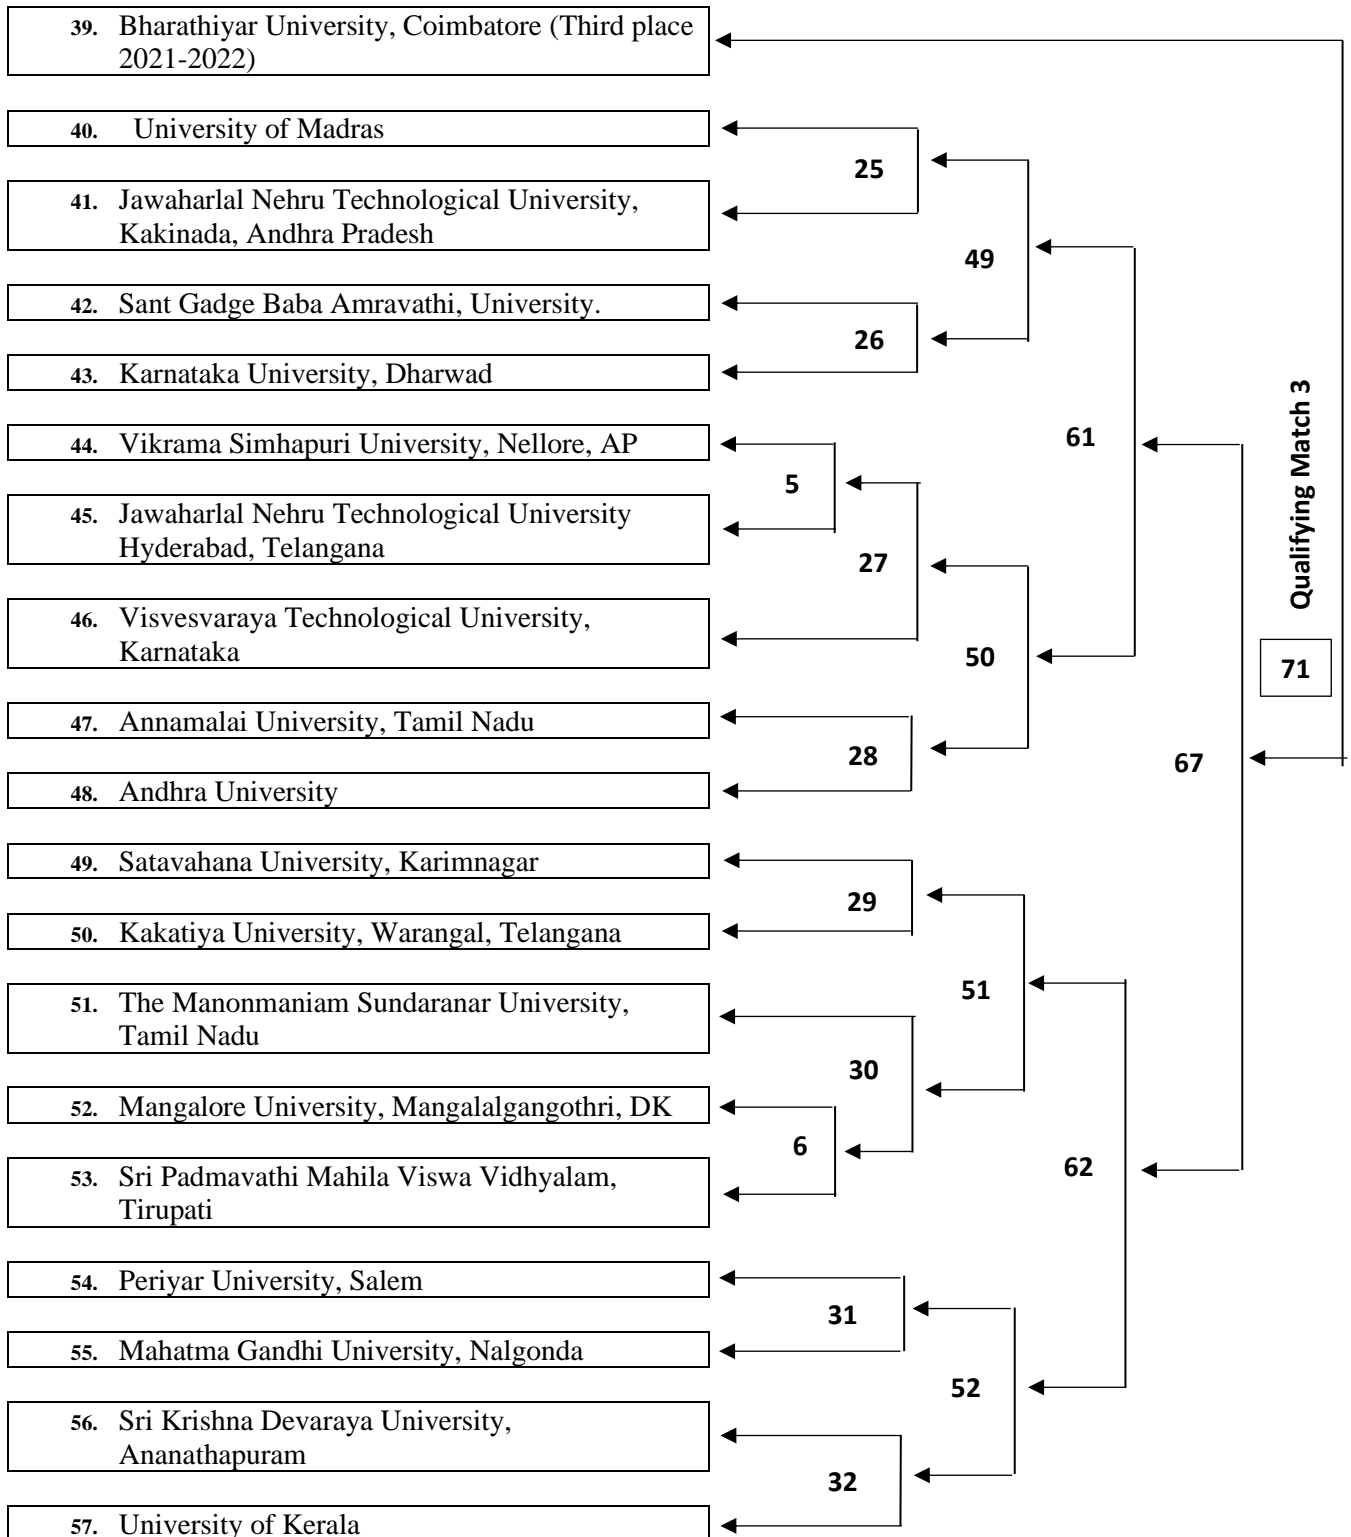 39. Bharathiyar University, Coimbatore (Third place
2021-2022)
40. University of Madras
25
41. Jawaharlal Nehru Technological University,
Kakinada, Andhra Pradesh
49
42. Sant Gadge Baba Amravathi, University.
26
43. Karnataka University, Dharwad
Qualifying Match 3
44. Vikrama Simhapuri University, Nellore, AP
61
5
45. Jawaharlal Nehru Technological University
Hyderabad, Telangana
27
46. Visvesvaraya Technological University,
Karnataka
50
71
47. Annamalai University, Tamil Nadu
28
67
48. Andhra University
49. Satavahana University, Karimnagar
29
50. Kakatiya University, Warangal, Telangana
51
51. The Manonmaniam Sundaranar University,
Tamil Nadu
30
52. Mangalore University, Mangalalgangothri, DK
6
62
53. Sri Padmavathi Mahila Viswa Vidhyalam,
Tirupati
54. Periyar University, Salem
31
55. Mahatma Gandhi University, Nalgonda
52
56. Sri Krishna Devaraya University,
Ananathapuram
32
57. University of Kerala